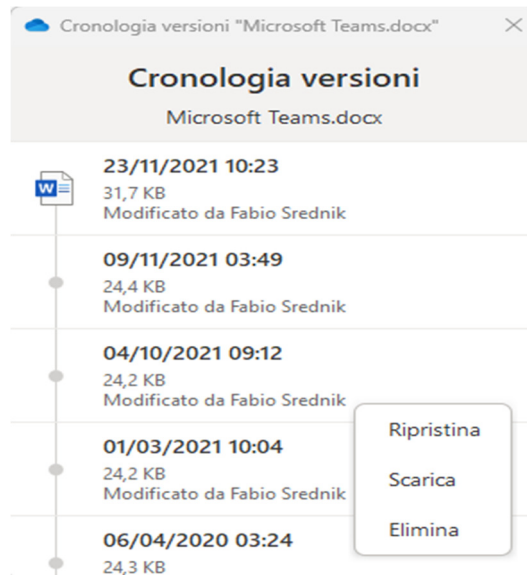 Cronologia versioni "Microsoft Teams.docx"
Cronologia versioni
Microsoft Teams.docx
W
23/11/2021 10:23
31,7 KB
Modificato da Fabio Srednik
09/11/2021 03:49
24,4 KB
Modificato da Fabio Srednik
04/10/2021 09:12
24,2 KB
Modificato da Fabio Srednik
01/03/2021 10:04
24,2 KB
Modificato da Fabio Srednik
Ripristina
Scarica
Elimina
06/04/2020 03:24
24,3 KB